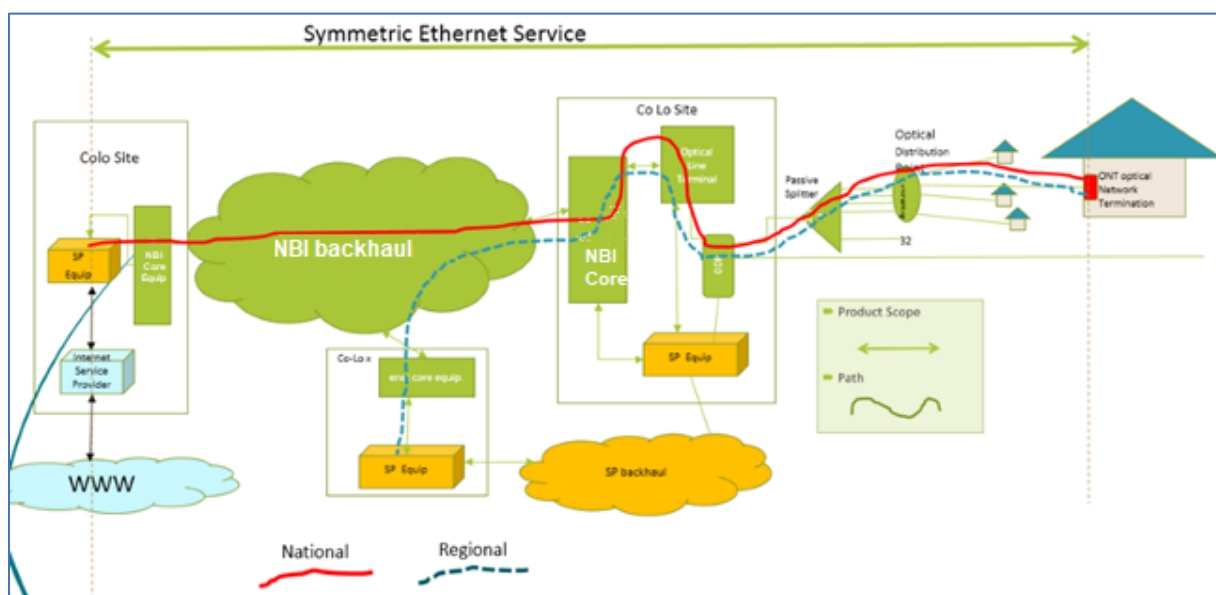 Symmetric Ethernet Service
Colo Site
SP
Equip
NBI
Core
Equip
Internet
Service
Provider
WWW
NBI backhaul
Co-Lo x
core equip.
SP Equip
SP backhaul
Co Lo Site
Optical
Line
Terminal
NBI
Core
SP Equip
Passive
Splitter
Optical
Distribution
32
ONT optical
Network
Termination
Product Scope
Path
National
Regional